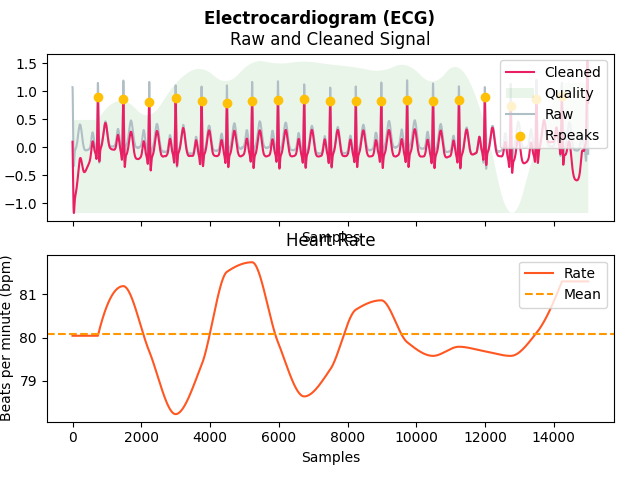 Electrocardiogram (ECG)
Raw and Cleaned Signal
1.5
1.0
0.5
0.0
−0.5
−1.0
Cleaned
Quality
Raw
R-peaks
Samples
Heart Rate
Beats per minute (bpm)
81
80
79
Rate
Mean
0 2000 4000 6000 8000 10000 12000 14000
Samples